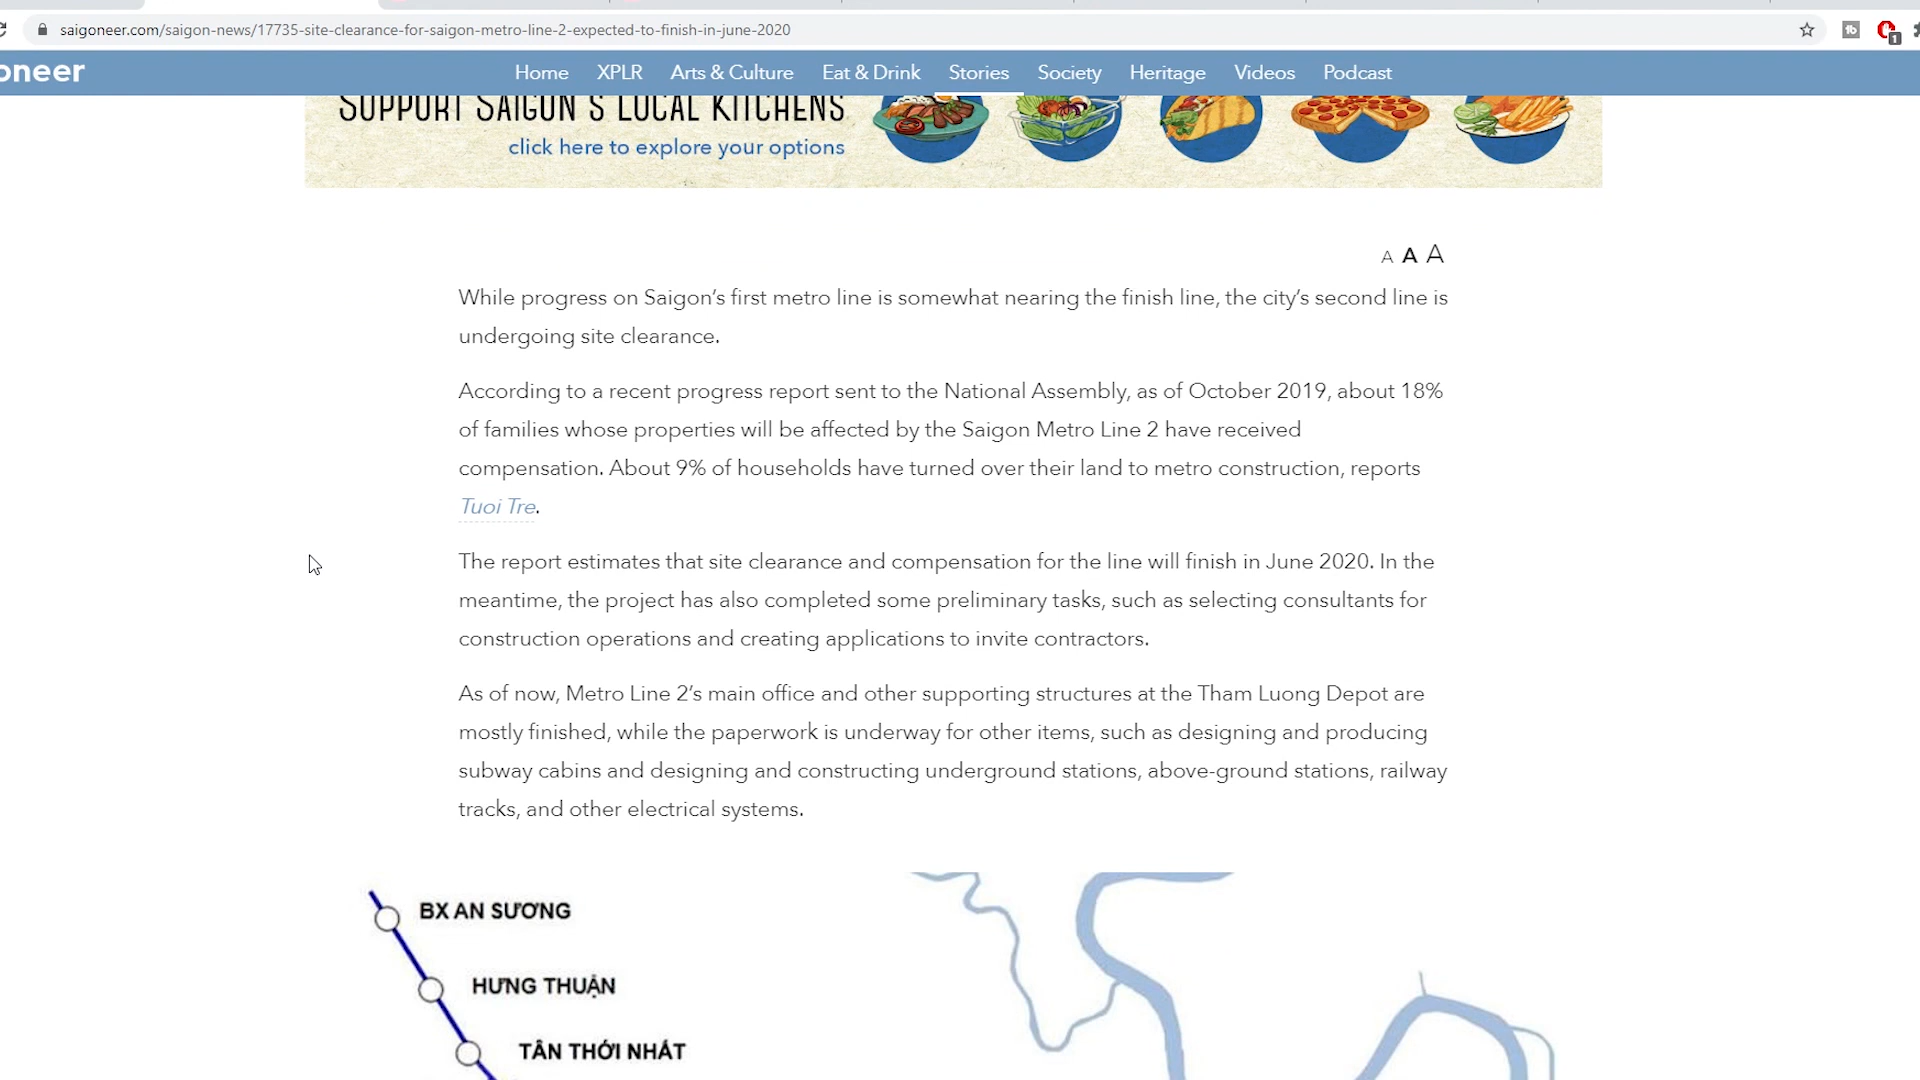 saigoneer.com/saigon-news/17735-site-clearance-for-saigon-metro-line-2-expected-to-finish-in-june-2020
1
oneer
Home XPLR Arts & Culture Eat & Drink Stories Society Heritage Videos Podcast
SUPPORT SAIGON'S LOCAL KITCHENS
click here to explore your options
A A A
While progress on Saigon's first metro line is somewhat nearing the finish line, the city's second line is
undergoing site clearance.
According to a recent progress report sent to the National Assembly, as of October 2019, about 18%
of families whose properties will be affected by the Saigon Metro Line 2 have received
compensation. About 9% of households have turned over their land to metro construction, reports
Tuoi Tre.
The report estimates that site clearance and compensation for the line will finish in June 2020. In the
meantime, the project has also completed some preliminary tasks, such as selecting consultants for
construction operations and creating applications to invite contractors.
As of now, Metro Line 2's main office and other supporting structures at the Tham Luong Depot are
mostly finished, while the paperwork is underway for other items, such as designing and producing
subway cabins and designing and constructing underground stations, above-ground stations, railway
tracks, and other electrical systems.
BX AN SƯƠNG
HƯNG THUẬN
TÂN THỚI NHẤT